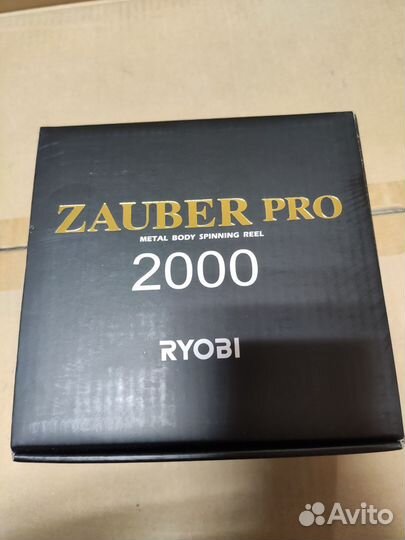 ZAUBER PRO
METAL BODY SPINNING REEL
2000
RYOBI
Avito